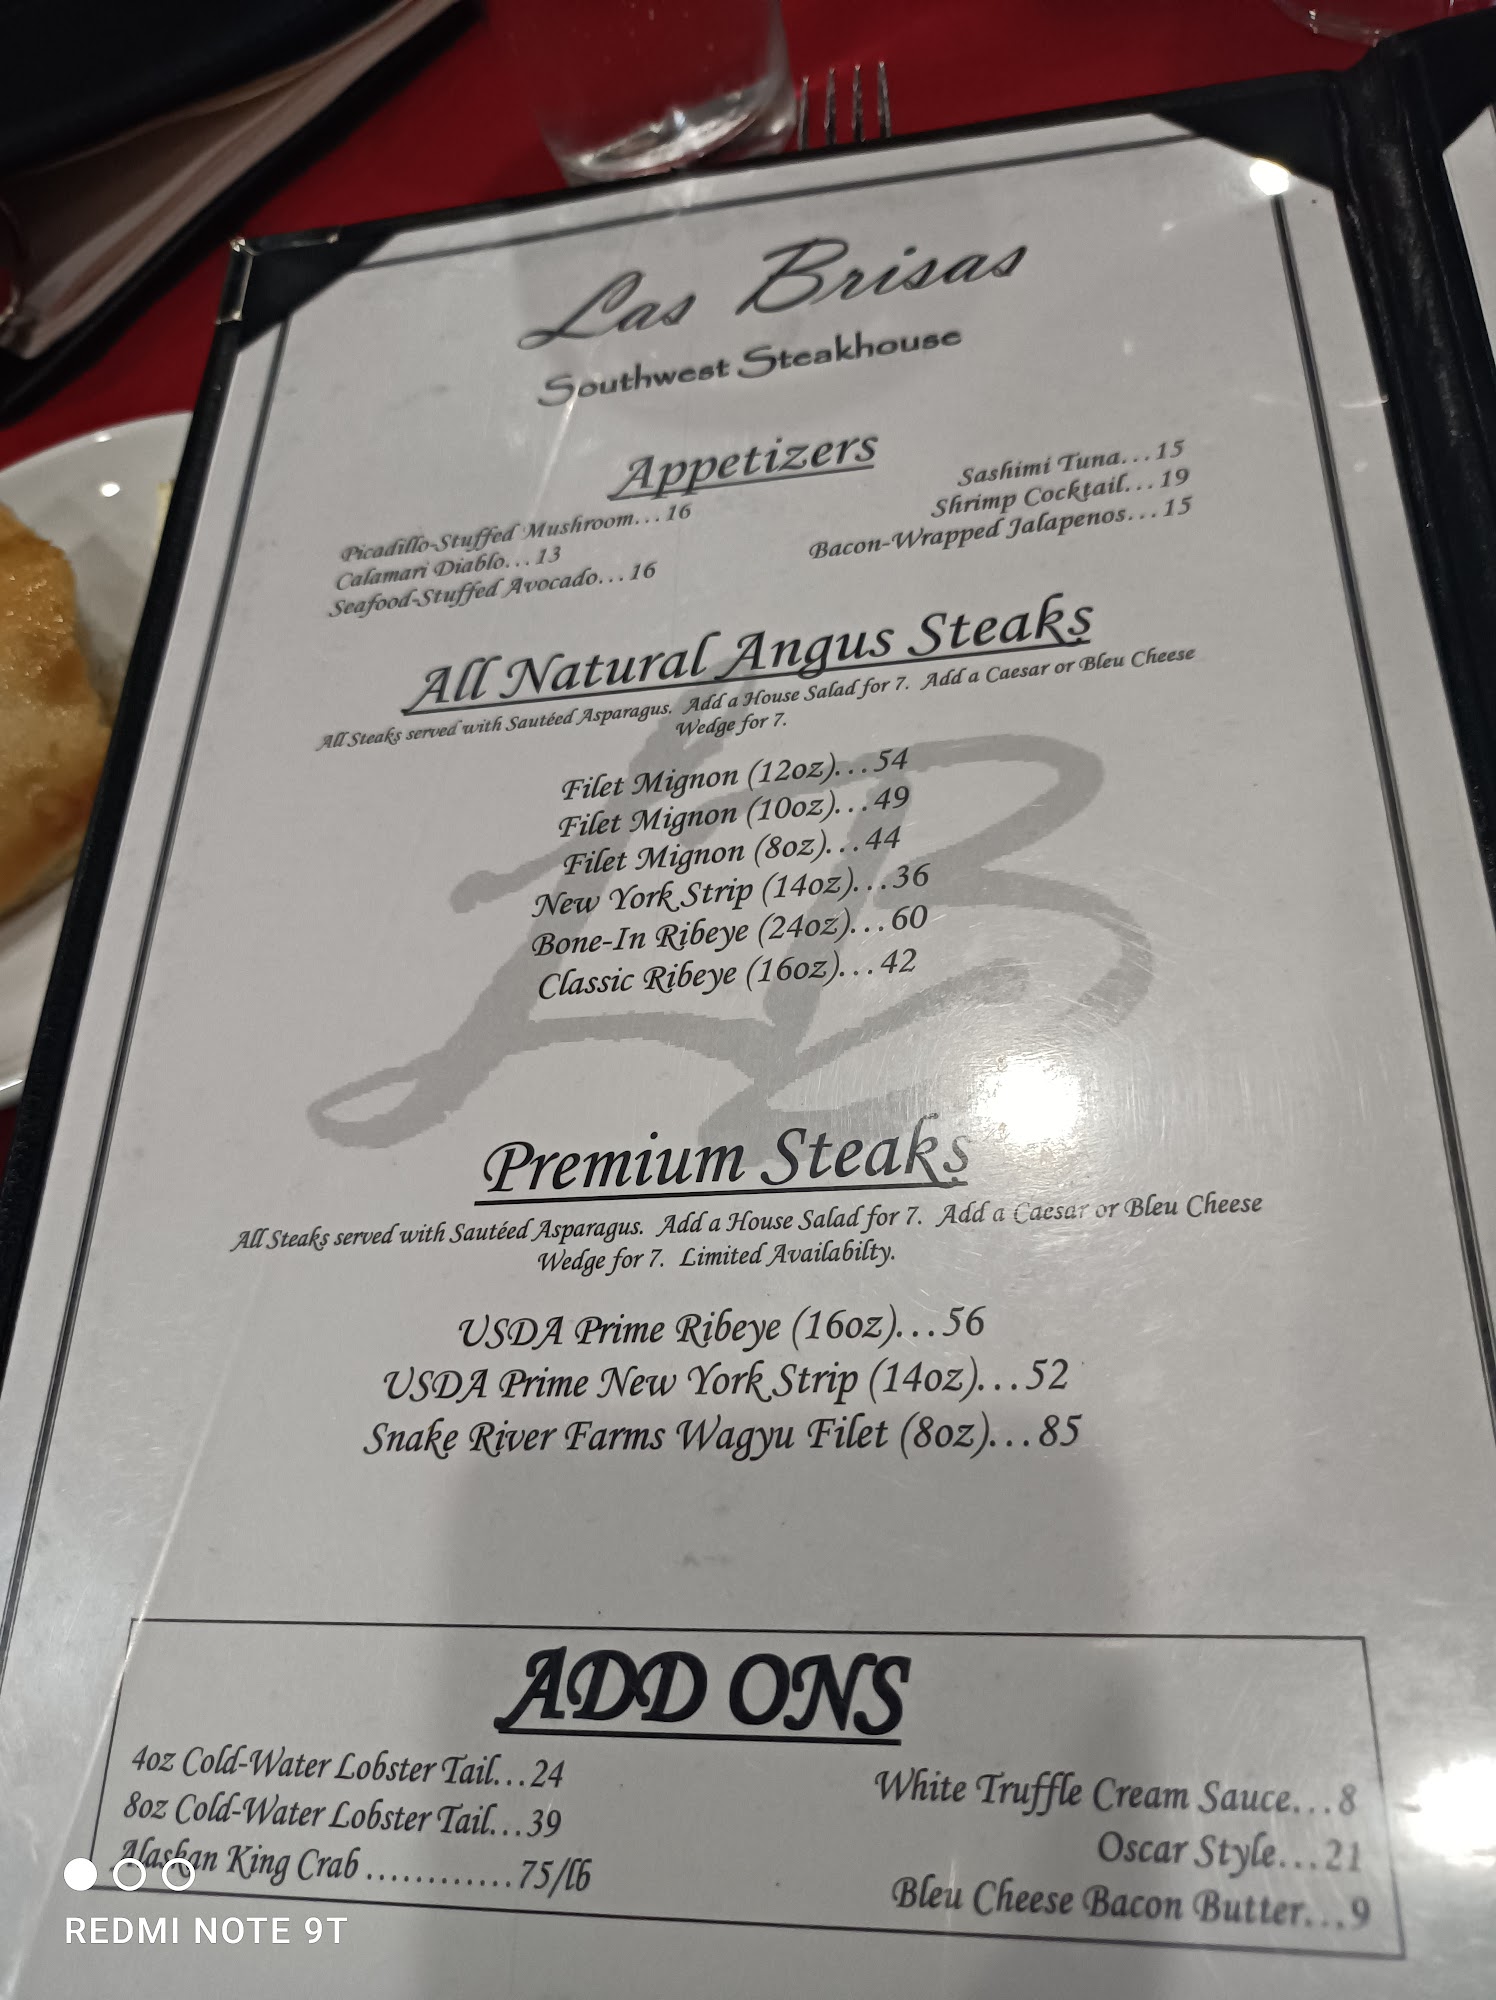 Las Brisas
Southwest Steakhouse
Appetizers
Picadillo-Stuffed Mushroom...16
Calamari Diablo...13
Seafood-Stuffed Avocado...16
Sashimi Tuna...15
Shrimp Cocktail...19
Bacon-Wrapped Jalapenos...15
All Natural Angus Steaks
All Steaks served with Sautéed Asparagus. Add a House Salad for 7. Add a Caesar or Bleu Cheese
Wedge for 7.
Filet Mignon (12oz)...54
Filet Mignon (10oz)...49
Filet Mignon (8oz)...44
New York Strip (14oz)...36
Bone-In Ribeye (24oz)...60
Classic Ribeye (16oz)...42
Premium Steaks
All Steaks served with Sautéed Asparagus. Add a House Salad for 7. Add a Caesar or Bleu Cheese
Wedge for 7. Limited Availabilty.
USDA Prime Ribeye (16oz)...56
USDA Prime New York Strip (14oz)...52
Snake River Farms Wagyu Filet (8oz)...85
ADD ONS
4oz Cold-Water Lobster Tail...24
8oz Cold-Water Lobster Tail...39
Alaskan King Crab .............75/lb
White Truffle Cream Sauce...8
Oscar Style...21
Bleu Cheese Bacon Butter...9
REDMI NOTE 9T